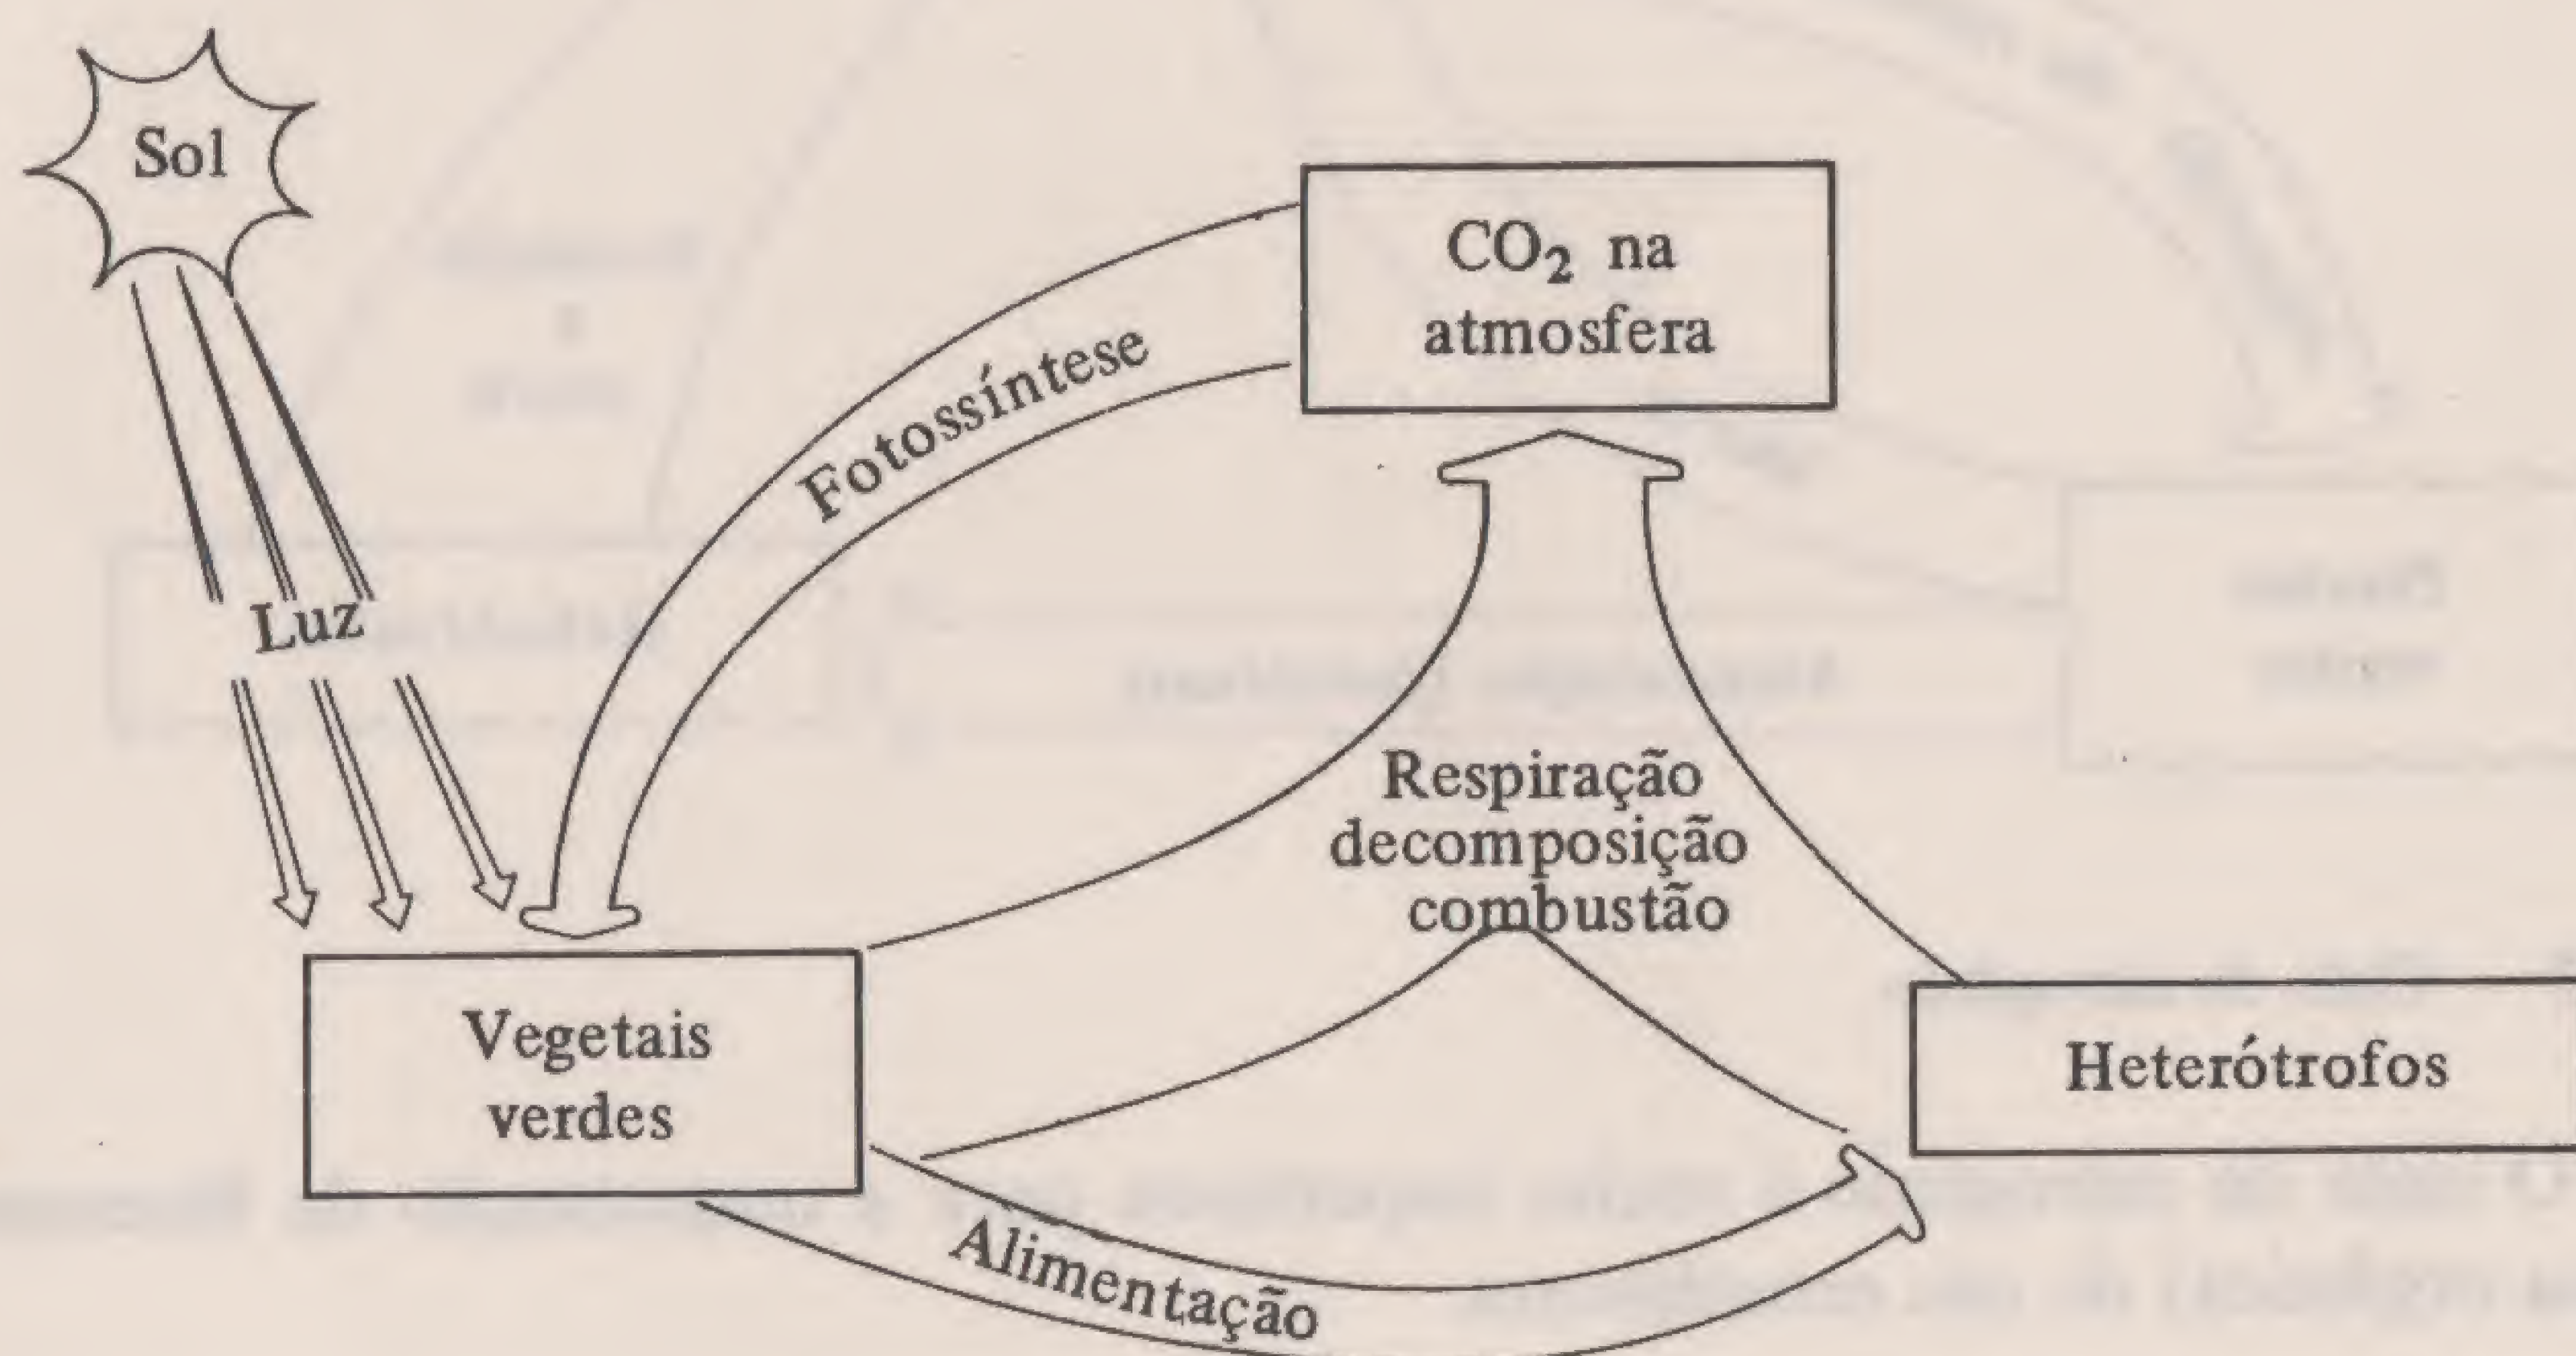 Sol
CO₂ na
atmosfera
Fotossíntese
Luz
Respiração
decomposição
combustão
Vegetais
verdes
Heterótrofos
Alimentação